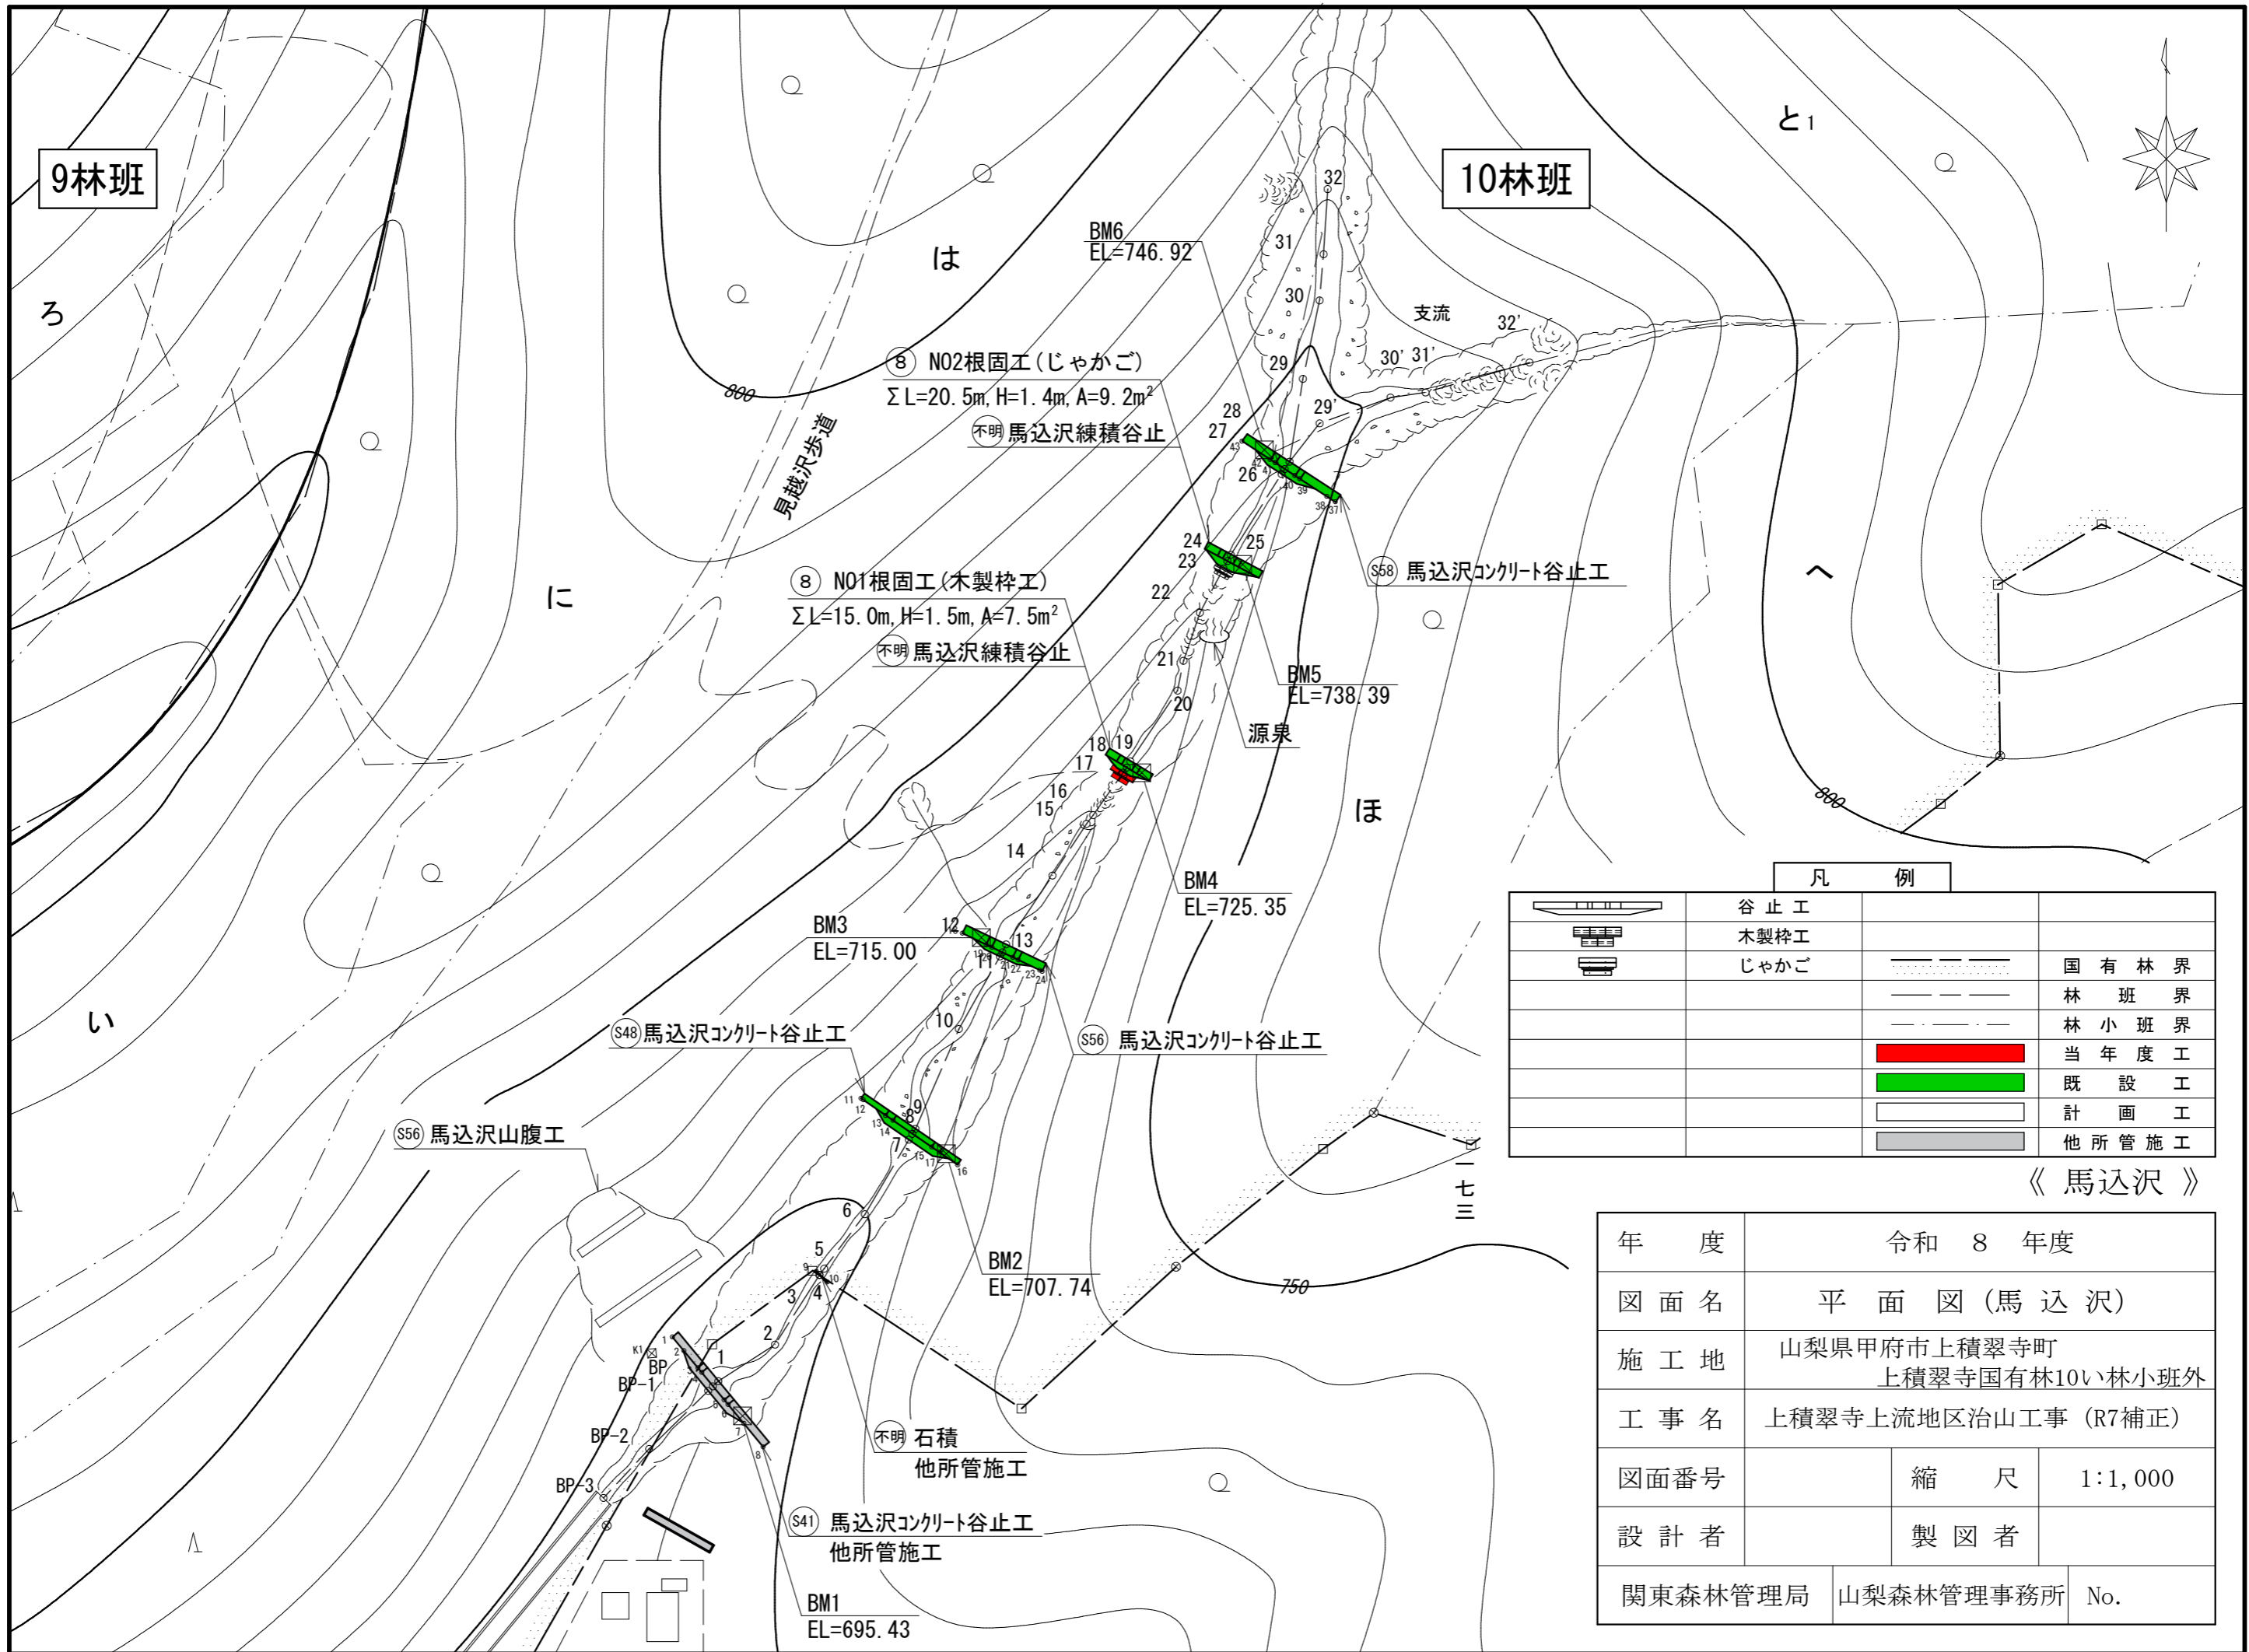 9林班
10林班
と1
ろ
は
に
い
へ
ほ
800
見越沢歩道
BM6
EL=746.92
支流
⑧ NO2根固工(じゃかご)
ΣL=20.5m, H=1.4m, A=9.2m²
不明 馬込沢練積谷止
⑧ NO1根固工(木製枠工)
ΣL=15.0m, H=1.5m, A=7.5m²
不明 馬込沢練積谷止
S58 馬込沢コンクリート谷止工
BM5
EL=738.39
源泉
BM4
EL=725.35
BM3
EL=715.00
S48 馬込沢コンクリート谷止工
S56 馬込沢コンクリート谷止工
S56 馬込沢山腹工
BM2
EL=707.74
不明 石積
他所管施工
S41 馬込沢コンクリート谷止工
他所管施工
BM1
EL=695.43
750
800
一七三
32
31
30
29
28
27
26
29'
30'
31'
32'
43
42
41
40
39
38
37
25
24
23
22
21
20
19
18
17
16
15
14
13
12
11
10
9
8
7
6
5
4
3
2
1
K1
BP
BP-1
BP-2
BP-3
凡 例
谷止工
木製枠工
じゃかご
国有林界
林班界
林小班界
当年度工
既設工
計画工
他所管施工
《 馬込沢 》
年度 令和 8 年度
図面名 平面図(馬込沢)
施工地 山梨県甲府市上積翠寺町
上積翠寺国有林10い林小班外
工事名 上積翠寺上流地区治山工事(R7補正)
図面番号 縮尺 1:1,000
設計者 製図者
関東森林管理局 山梨森林管理事務所 No.